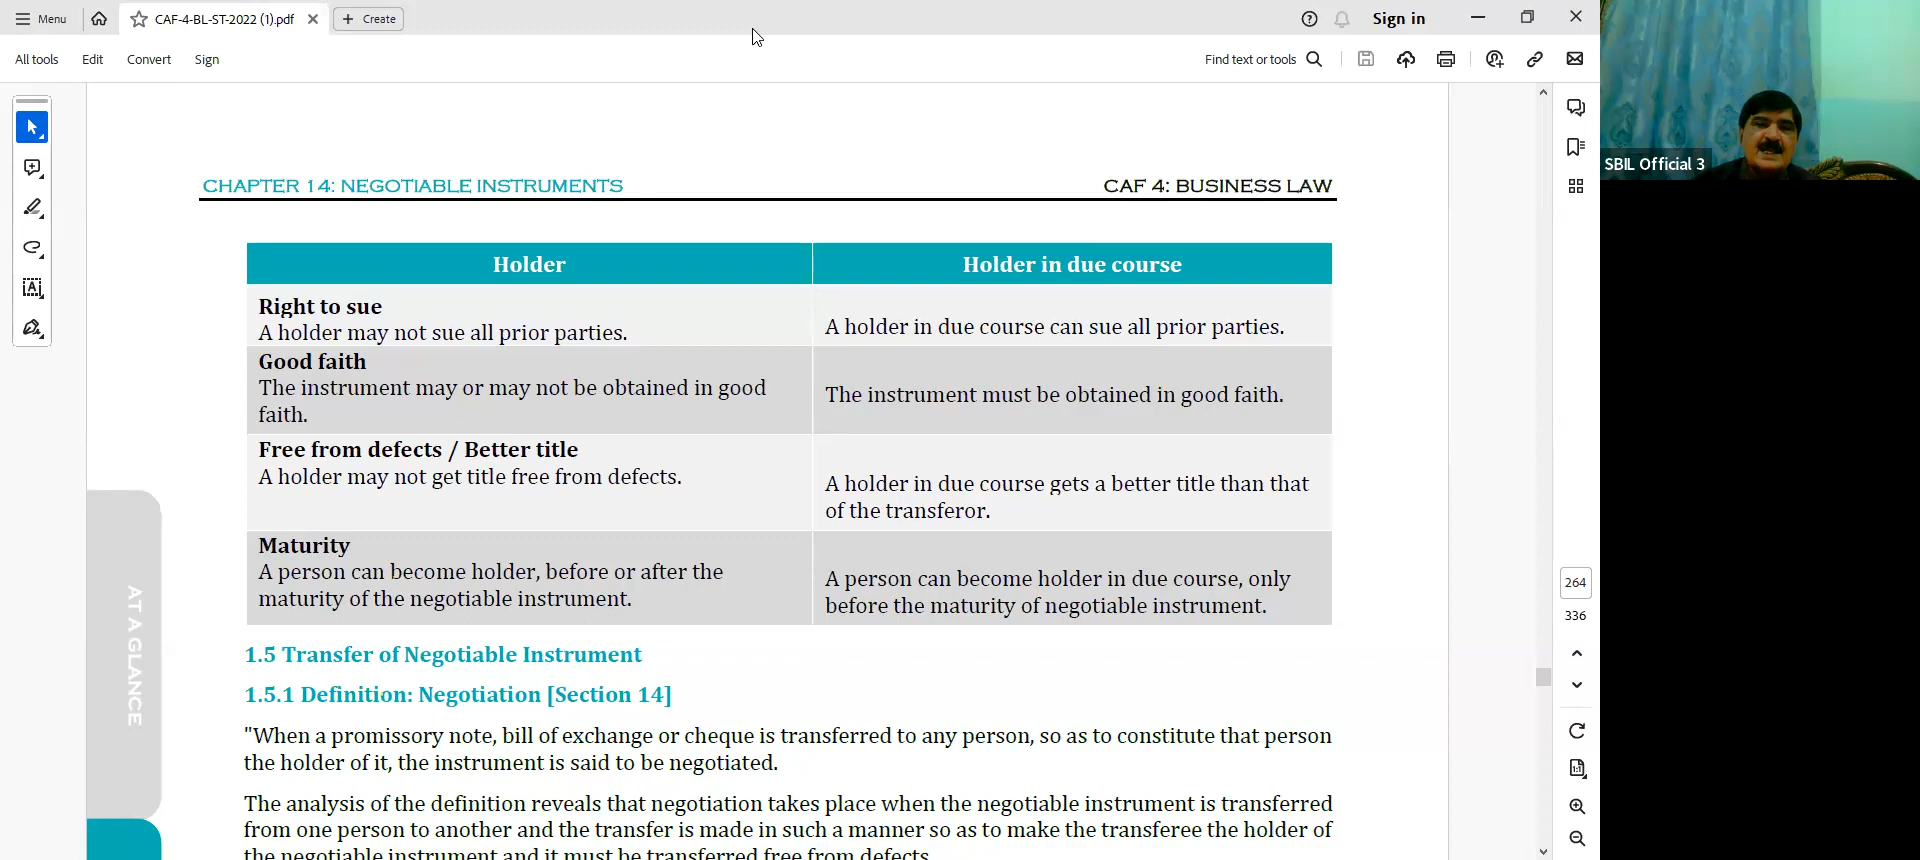 Menu
CAF-4-BL-ST-2022 (1).pdf
Create
Sign in
All tools
Edit
Convert
Sign
Find text or tools
SBIL Official 3
CHAPTER 14: NEGOTIABLE INSTRUMENTS
CAF 4: BUSINESS LAW
Holder
Holder in due course
Right to sue
A holder may not sue all prior parties.
A holder in due course can sue all prior parties.
Good faith
The instrument may or may not be obtained in good
faith.
The instrument must be obtained in good faith.
Free from defects / Better title
A holder may not get title free from defects.
A holder in due course gets a better title than that
of the transferor.
Maturity
A person can become holder, before or after the
maturity of the negotiable instrument.
A person can become holder in due course, only
before the maturity of negotiable instrument.
1.5 Transfer of Negotiable Instrument
1.5.1 Definition: Negotiation [Section 14]
"When a promissory note, bill of exchange or cheque is transferred to any person, so as to constitute that person
the holder of it, the instrument is said to be negotiated.
The analysis of the definition reveals that negotiation takes place when the negotiable instrument is transferred
from one person to another and the transfer is made in such a manner so as to make the transferee the holder of
the negotiable instrument and it must be transferred free from defects.
AT A GLANCE
264
336